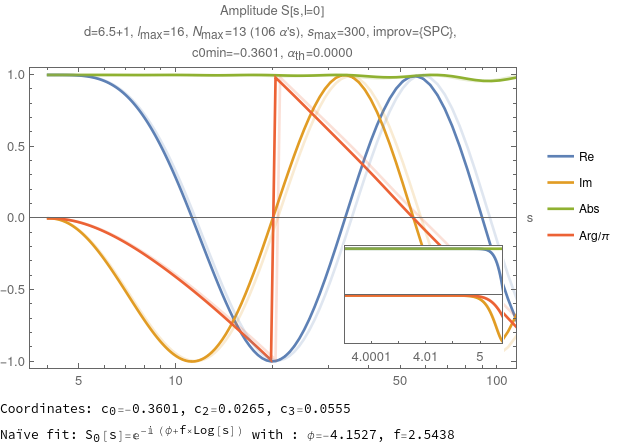 Amplitude S[s,l=0]
d=6.5+1, lmax=16, Nmax=13 (106 α's), smax=300, improv={SPC},
c0min=-0.3601, αth=0.0000
1.0
0.5
0.0
-0.5
-1.0
5
10
50
100
s
4.0001
4.01
5
Re
Im
Abs
Arg/π
Coordinates: c0=-0.3601, c2=0.0265, c3=0.0555
Naïve fit: S0[s]=e^-i (ϕ+f×Log[s]) with : ϕ=-4.1527, f=2.5438